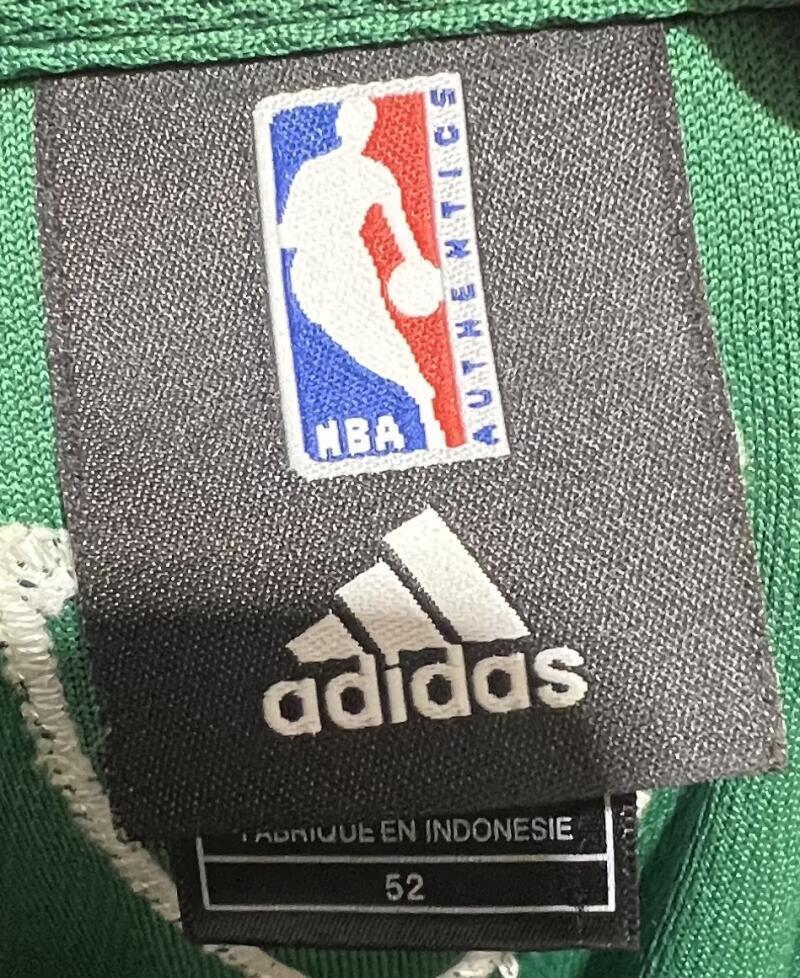 NBA
AUTHENTICS
adidas
FABRIQUE EN INDONESIE
52